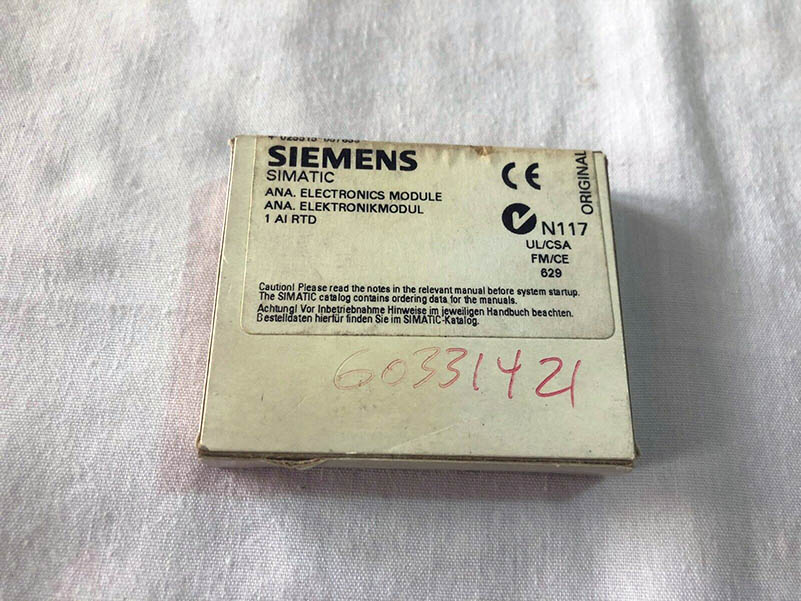 SIEMENS
SIMATIC
ANA. ELECTRONICS MODULE
ANA. ELEKTRONIKMODUL
1 AI RTD
CE
ORIGINAL
N117
UL/CSA
FM/CE
629
Caution! Please read the notes in the relevant manual before system startup.
The SIMATIC catalog contains ordering data for the manuals.
Achtung! Vor Inbetriebnahme Hinweise im jeweiligen Handbuch beachten.
Bestelldaten hierfür finden Sie im SIMATIC-Katalog.
60331421